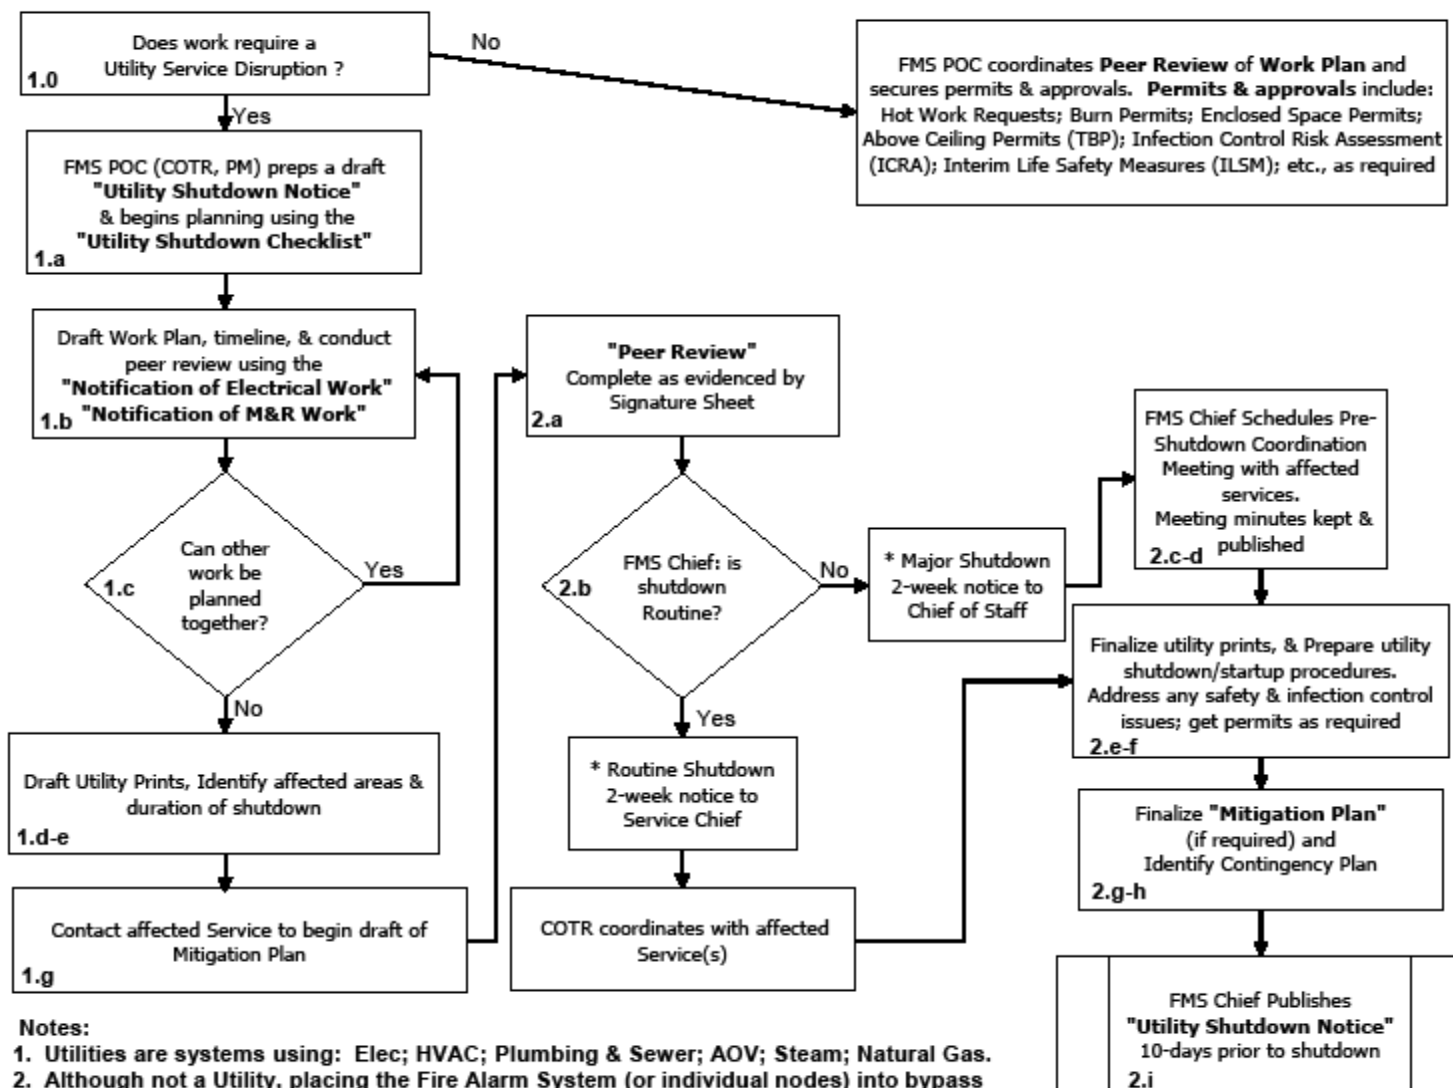 Does work require a
Utility Service Disruption ?
1.0
No
Yes
FMS POC coordinates Peer Review of Work Plan and
secures permits & approvals. Permits & approvals include:
Hot Work Requests; Burn Permits; Enclosed Space Permits;
Above Ceiling Permits (TBP); Infection Control Risk Assessment
(ICRA); Interim Life Safety Measures (ILSM); etc., as required
FMS POC (COTR, PM) preps a draft
"Utility Shutdown Notice"
& begins planning using the
"Utility Shutdown Checklist"
1.a
Draft Work Plan, timeline, & conduct
peer review using the
"Notification of Electrical Work"
"Notification of M&R Work"
1.b
Can other
work be
planned
together?
1.c
Yes
No
Draft Utility Prints, Identify affected areas &
duration of shutdown
1.d-e
Contact affected Service to begin draft of
Mitigation Plan
1.g
"Peer Review"
Complete as evidenced by
Signature Sheet
2.a
FMS Chief: is
shutdown
Routine?
2.b
No
Yes
* Major Shutdown
2-week notice to
Chief of Staff
* Routine Shutdown
2-week notice to
Service Chief
COTR coordinates with affected
Service(s)
FMS Chief Schedules Pre-
Shutdown Coordination
Meeting with affected
services.
Meeting minutes kept &
published
2.c-d
Finalize utility prints, & Prepare utility
shutdown/startup procedures.
Address any safety & infection control
issues; get permits as required
2.e-f
Finalize "Mitigation Plan"
(if required) and
Identify Contingency Plan
2.g-h
FMS Chief Publishes
"Utility Shutdown Notice"
10-days prior to shutdown
2.i
Notes:
1. Utilities are systems using: Elec; HVAC; Plumbing & Sewer; AOV; Steam; Natural Gas.
2. Although not a Utility, placing the Fire Alarm System (or individual nodes) into bypass